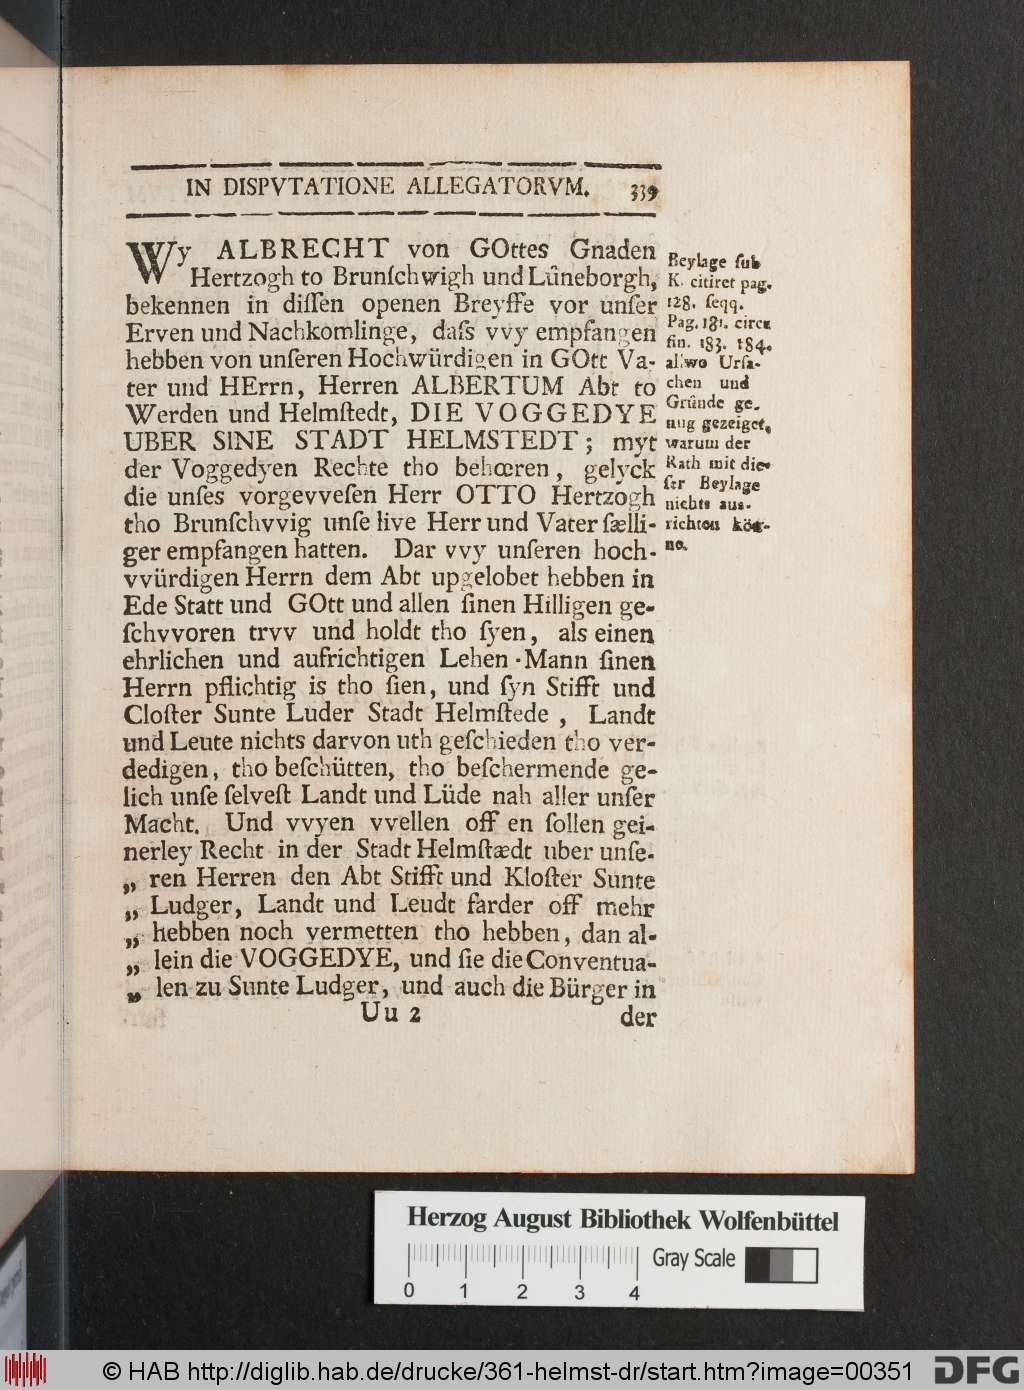 IN DISPVTATIONE ALLEGATORVM. 339
Wy ALBRECHT von GOttes Gnaden
Hertzogh to Brunſchwigh und Lûneborgh,
bekennen in diſſen openen Breyffe vor unſer
Erven und Nachkomlinge, daſs vvy empfangen
hebben von unſeren Hochwürdigen in GOtt Va-
ter und HErrn, Herren ALBERTUM Abt to
Werden und Helmſtedt, DIE VOGGEDYE
UBER SINE STADT HELMSTEDT; myt
der Voggedyen Rechte tho behœren, gelyck
die unſes vorgevveſen Herr OTTO Hertzogh
tho Brunſchvvig unſe live Herr und Vater ſælli-
ger empfangen hatten. Dar vvy unſeren hoch-
vvürdigen Herrn dem Abt upgelobet hebben in
Ede Statt und GOtt und allen ſinen Hilligen ge-
ſchvvoren trvv und holdt tho ſyen, als einen
ehrlichen und aufrichtigen Lehen-Mann ſinen
Herrn pflichtig is tho ſien, und ſyn Stifft und
Cloſter Sunte Luder Stadt Helmſtede, Landt
und Leute nichts darvon uth geſchieden tho ver-
dedigen, tho beſchütten, tho beſchermende ge-
lich unſe ſelveſt Landt und Lüde nah aller unſer
Macht. Und vvyen vvellen off en ſollen gei-
nerley Recht in der Stadt Helmſtædt uber unſe-
„ ren Herren den Abt Stifft und Kloſter Sunte
„ Ludger, Landt und Leudt farder off mehr
„ hebben noch vermetten tho hebben, dan al-
„ lein die VOGGEDYE, und ſie die Conventua-
„ len zu Sunte Ludger, und auch die Bürger in
Uu 2 der
Beylage ſub
K. citiret pag.
128. ſeqq.
Pag. 181. circa
fin. 183. 184.
allwo Urſa-
chen und
Grûnde ge-
nug gezeiget,
warum der
Rath mit die-
ſer Beylage
nichts aus-
richten kön-
ne.
Herzog August Bibliothek Wolfenbüttel
Gray Scale
0 1 2 3 4
© HAB http://diglib.hab.de/drucke/361-helmst-dr/start.htm?image=00351
DFG